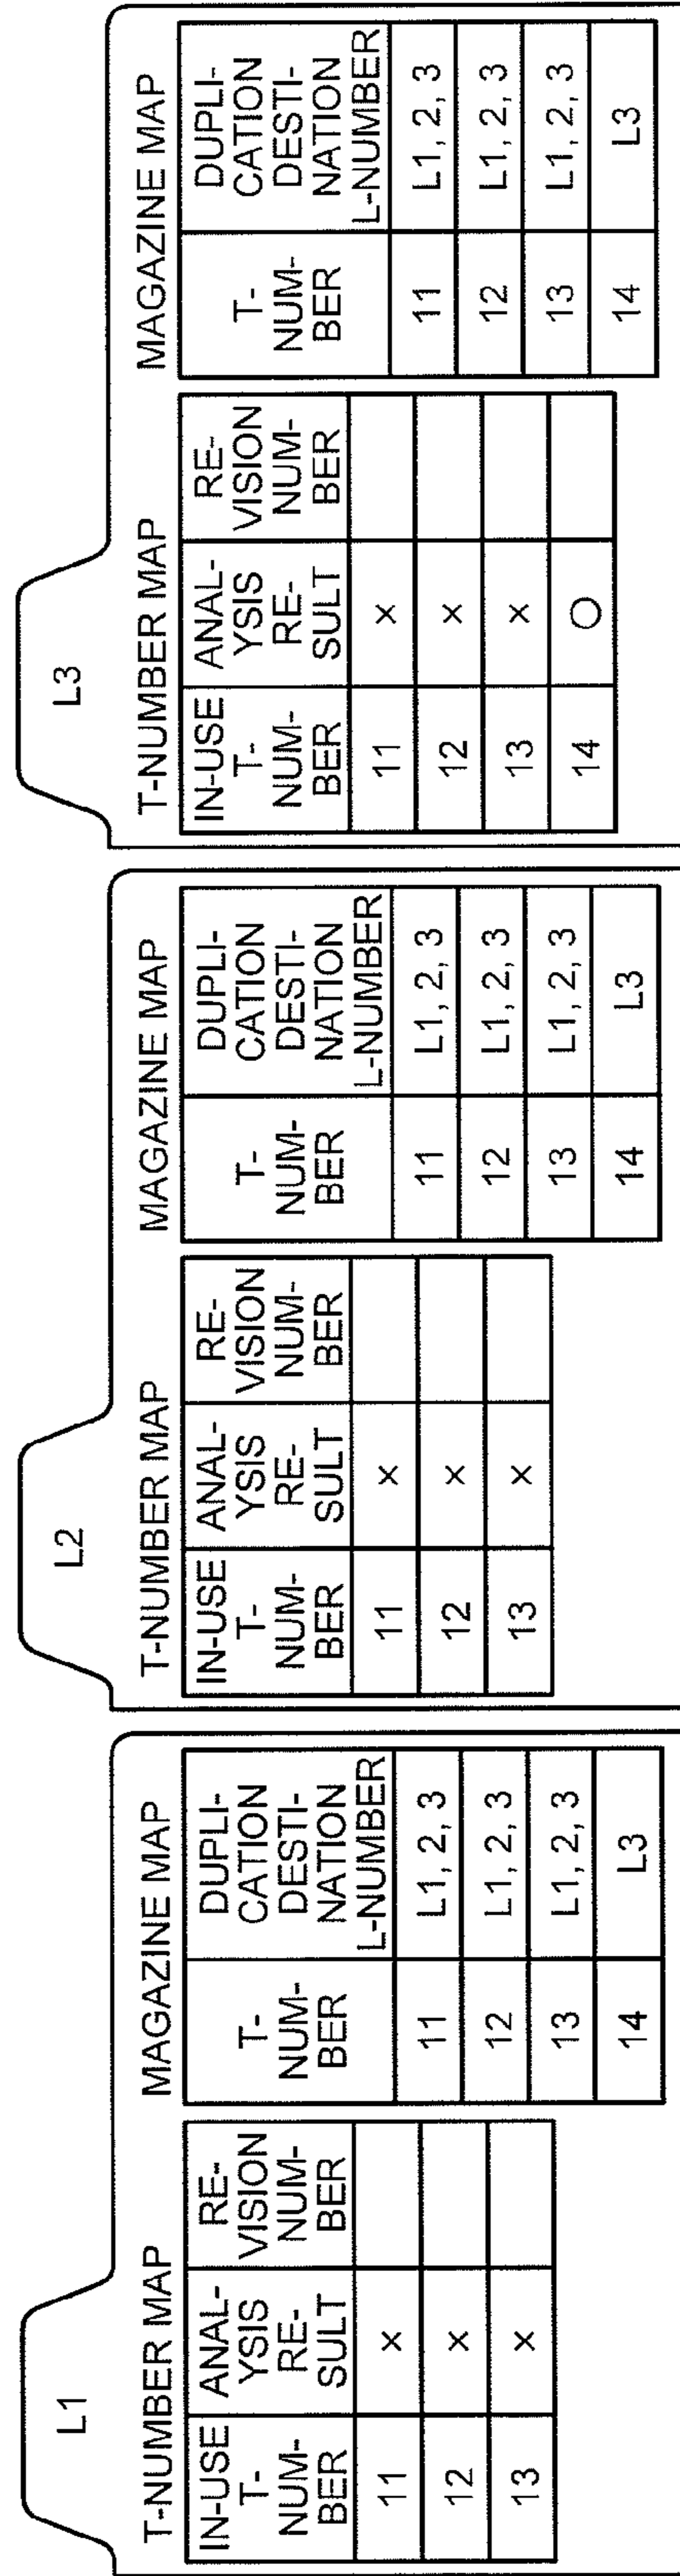 L1
T-NUMBER MAP
IN-USE T-NUM-BER | ANAL-YSIS RE-SULT | RE-VISION NUM-BER
11 | × |
12 | × |
13 | × |
MAGAZINE MAP
T-NUM-BER | DUPLI-CATION DESTI-NATION L-NUMBER
11 | L1, 2, 3
12 | L1, 2, 3
13 | L1, 2, 3
14 | L3
L2
T-NUMBER MAP
IN-USE T-NUM-BER | ANAL-YSIS RE-SULT | RE-VISION NUM-BER
11 | × |
12 | × |
13 | × |
MAGAZINE MAP
T-NUM-BER | DUPLI-CATION DESTI-NATION L-NUMBER
11 | L1, 2, 3
12 | L1, 2, 3
13 | L1, 2, 3
14 | L3
L3
T-NUMBER MAP
IN-USE T-NUM-BER | ANAL-YSIS RE-SULT | RE-VISION NUM-BER
11 | × |
12 | × |
13 | × |
14 | ○ |
MAGAZINE MAP
T-NUM-BER | DUPLI-CATION DESTI-NATION L-NUMBER
11 | L1, 2, 3
12 | L1, 2, 3
13 | L1, 2, 3
14 | L3